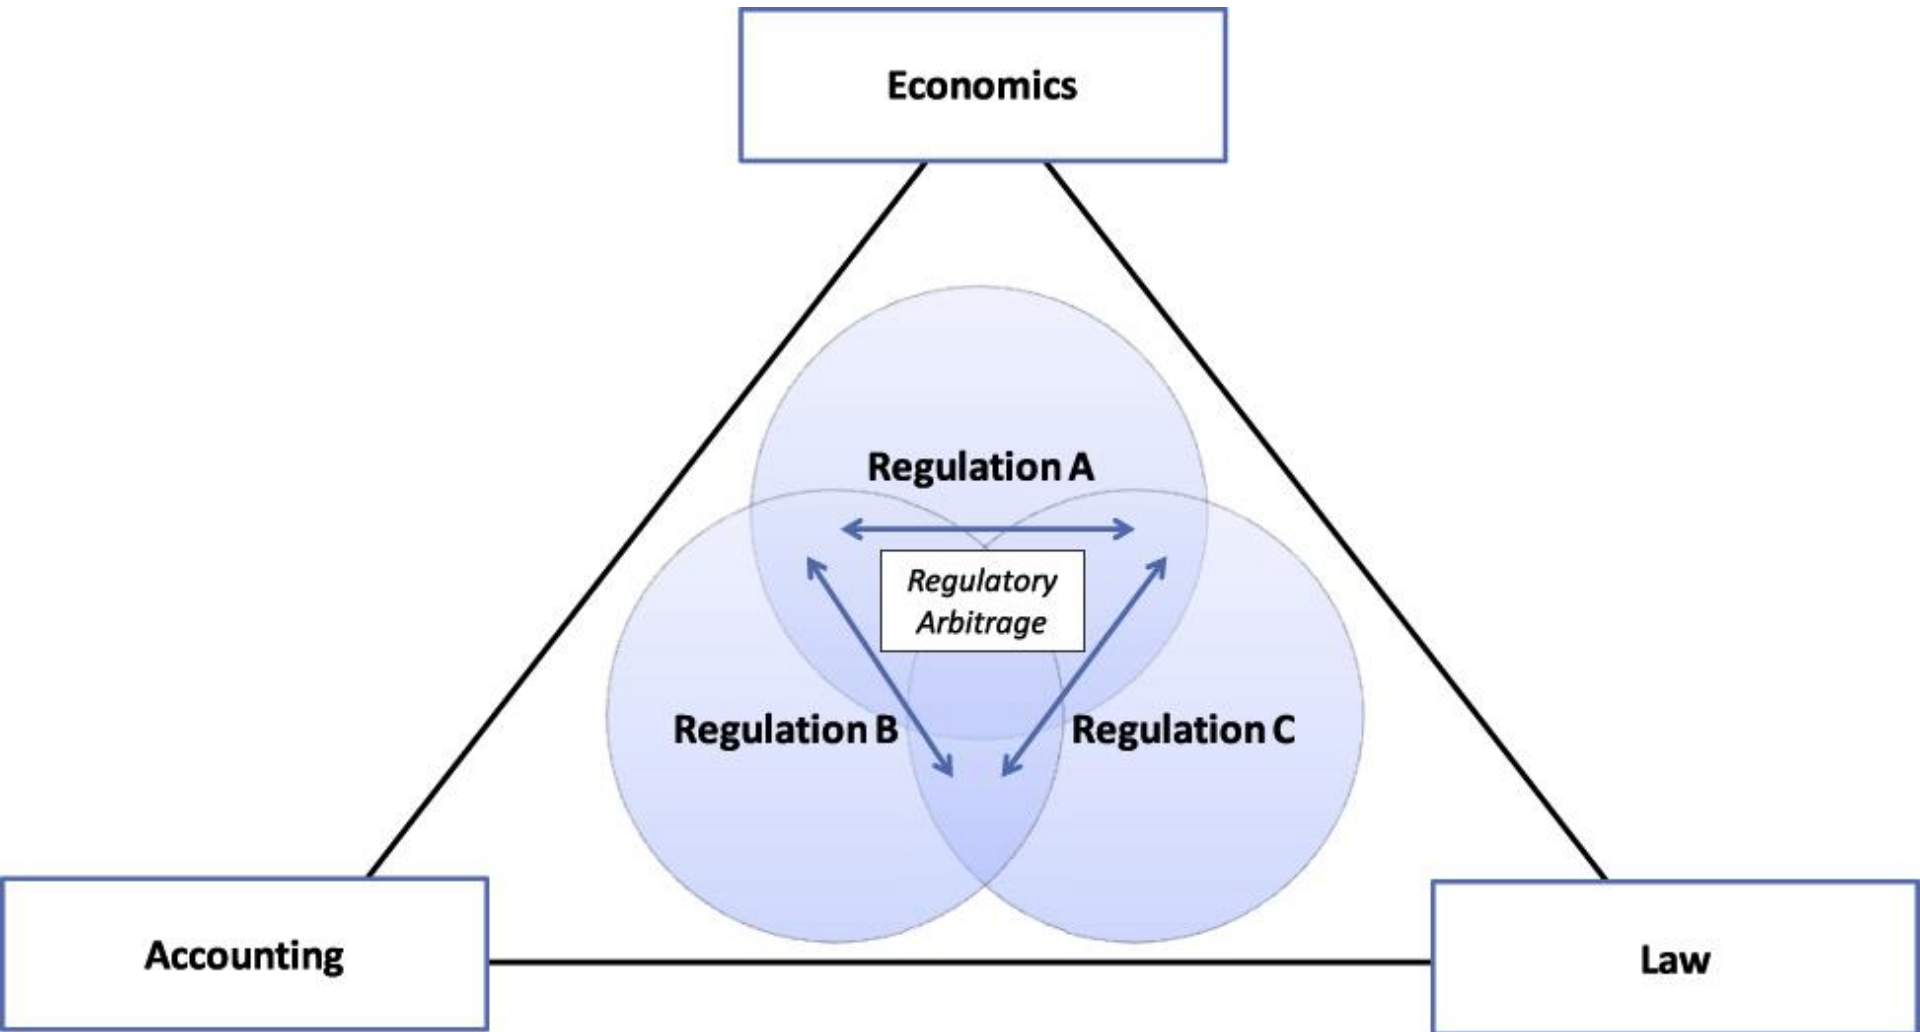 Economics
Regulation A
Regulatory
Arbitrage
Regulation B
Regulation C
Accounting
Law